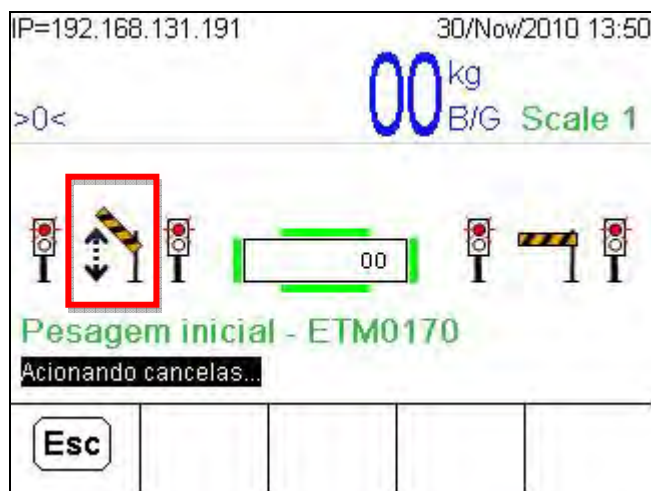 IP=192.168.131.191 30/Nov/2010 13:50
00 kg
>0< B/G Scale 1
00
Pesagem inicial - ETM0170
Acionando cancelas...
Esc